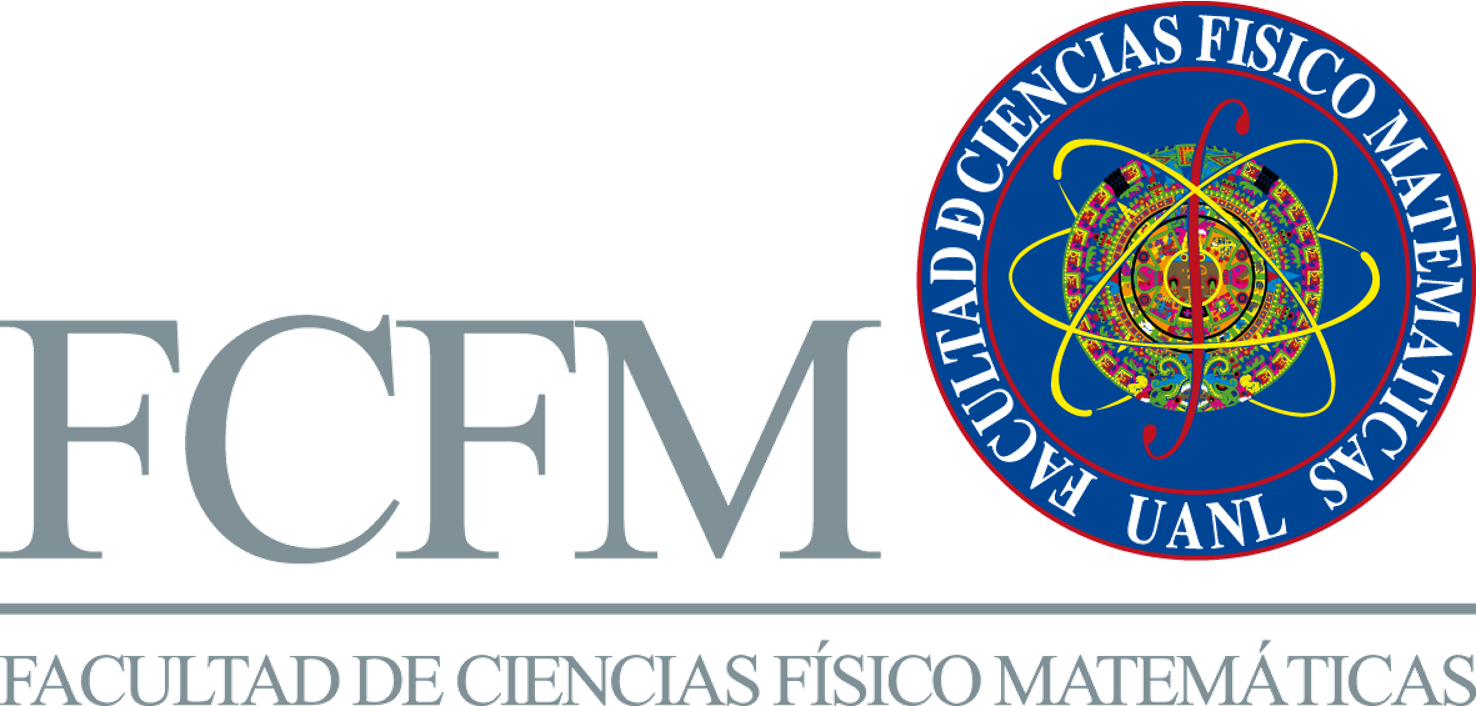 FCFM
FACULTAD DE CIENCIAS FISICO MATEMATICAS
UANL
FACULTAD DE CIENCIAS FÍSICO MATEMÁTICAS